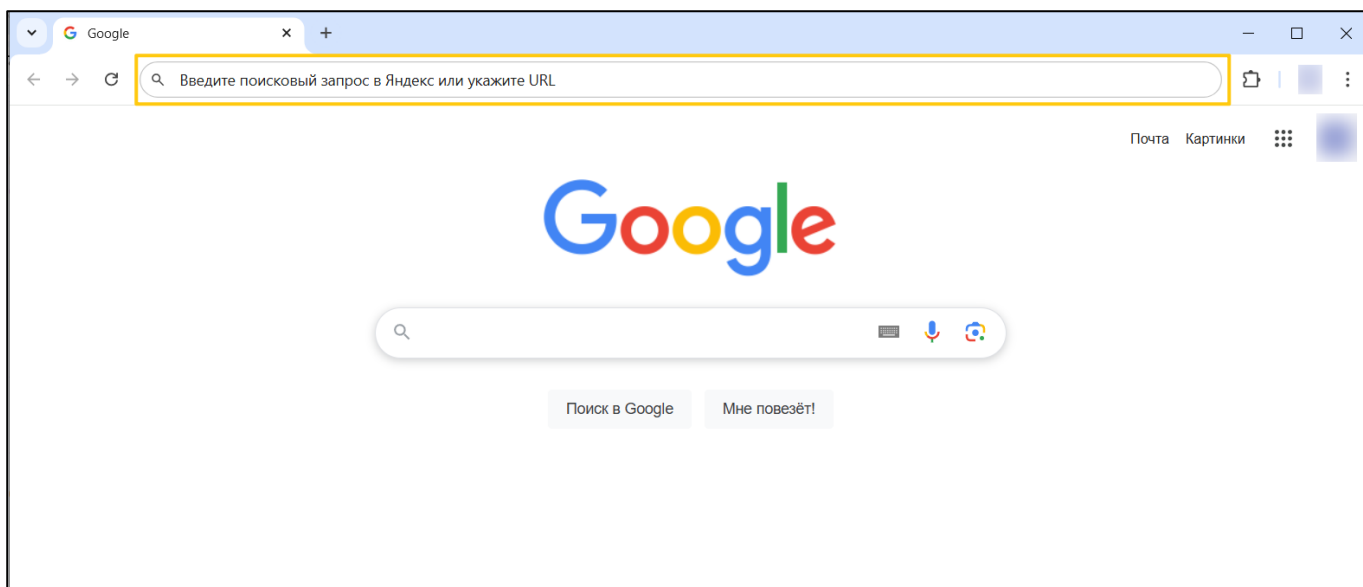 Google
Введите поисковый запрос в Яндекс или укажите URL
Почта Картинки
Google
Поиск в Google Мне повезёт!